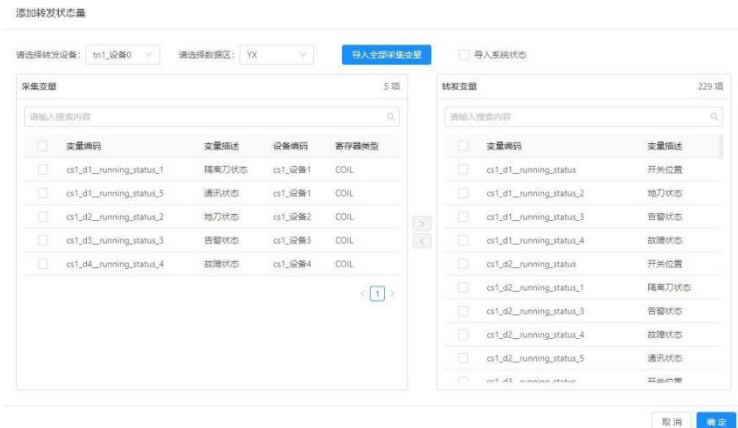 添加转发状态量
请选择转发设备： tn1_设备0 请选择数据区： YX 导入全部采集变量 导入系统状态
采集变量 5 项
请输入搜索内容
变量编码 变量描述 设备编码 寄存器类型
cs1_d1__running_status_1 隔离刀状态 cs1_设备1 COIL
cs1_d1__running_status_5 通讯状态 cs1_设备1 COIL
cs1_d2__running_status_2 地刀状态 cs1_设备2 COIL
cs1_d3__running_status_3 告警状态 cs1_设备3 COIL
cs1_d4__running_status_4 故障状态 cs1_设备4 COIL
< 1 >
> 
<
转发变量 229 项
请输入搜索内容
变量编码 变量描述
cs1_d1__running_status 开关位置
cs1_d1__running_status_2 地刀状态
cs1_d1__running_status_3 告警状态
cs1_d1__running_status_4 故障状态
cs1_d2__running_status 开关位置
cs1_d2__running_status_1 隔离刀状态
cs1_d2__running_status_3 告警状态
cs1_d2__running_status_4 故障状态
cs1_d2__running_status_5 通讯状态
cs1_d3__running_status 开关位置
取消 确定